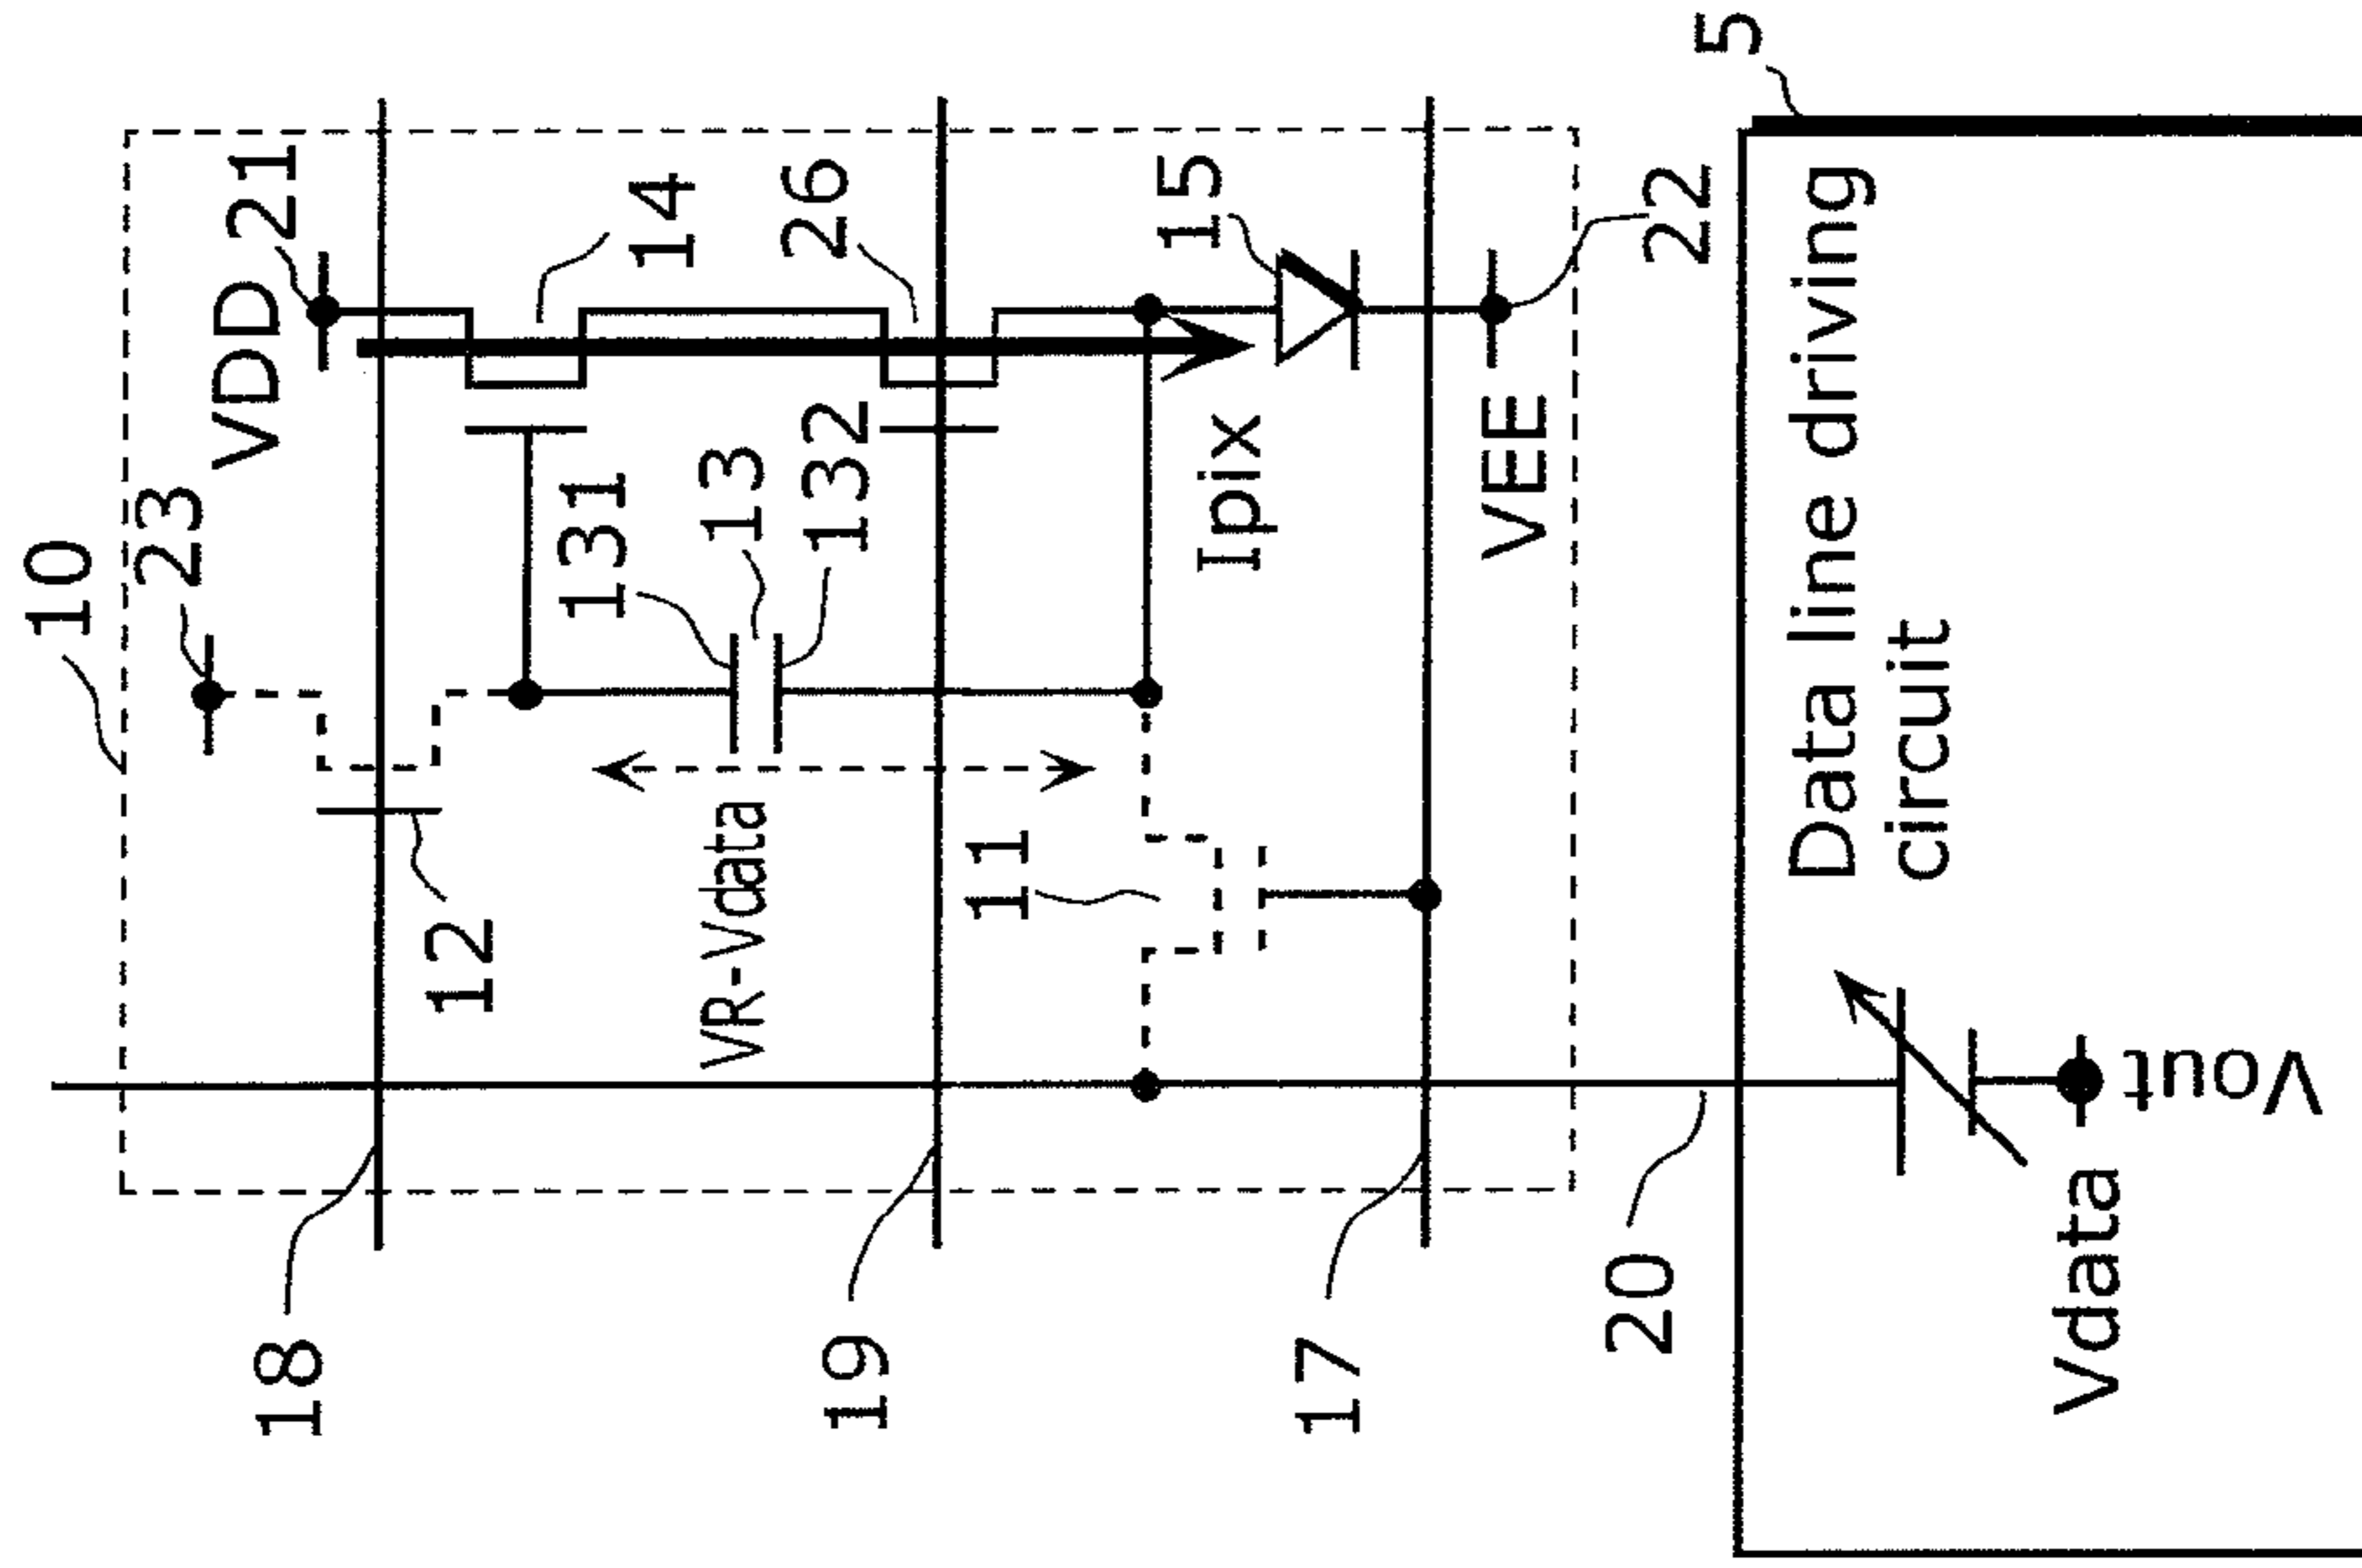 10
23
VDD
21
5
14
26
15
22
131
13
132
Ipix
VEE
12
VR-Vdata
11
Data line driving
circuit
18
19
17
20
Vdata
Vout